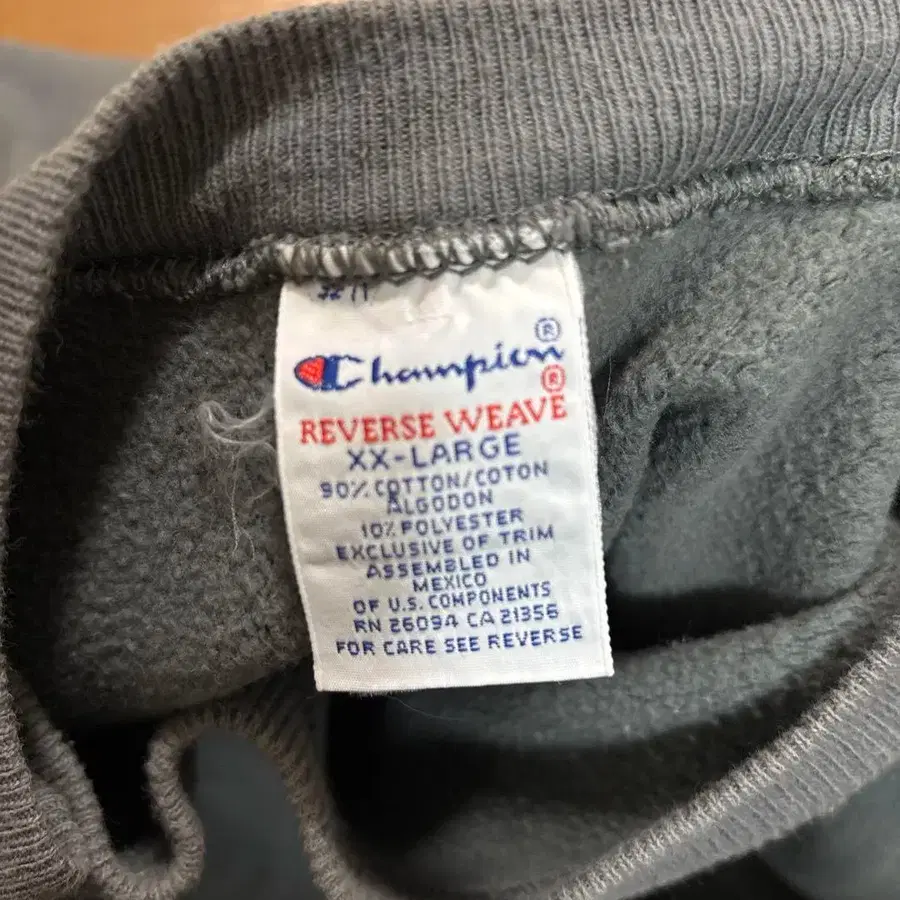 Champion®
REVERSE WEAVE®
XX-LARGE
90% COTTON/COTON
ALGODON
10% POLYESTER
EXCLUSIVE OF TRIM
ASSEMBLED IN
MEXICO
OF U.S. COMPONENTS
RN 26094 CA 21356
FOR CARE SEE REVERSE